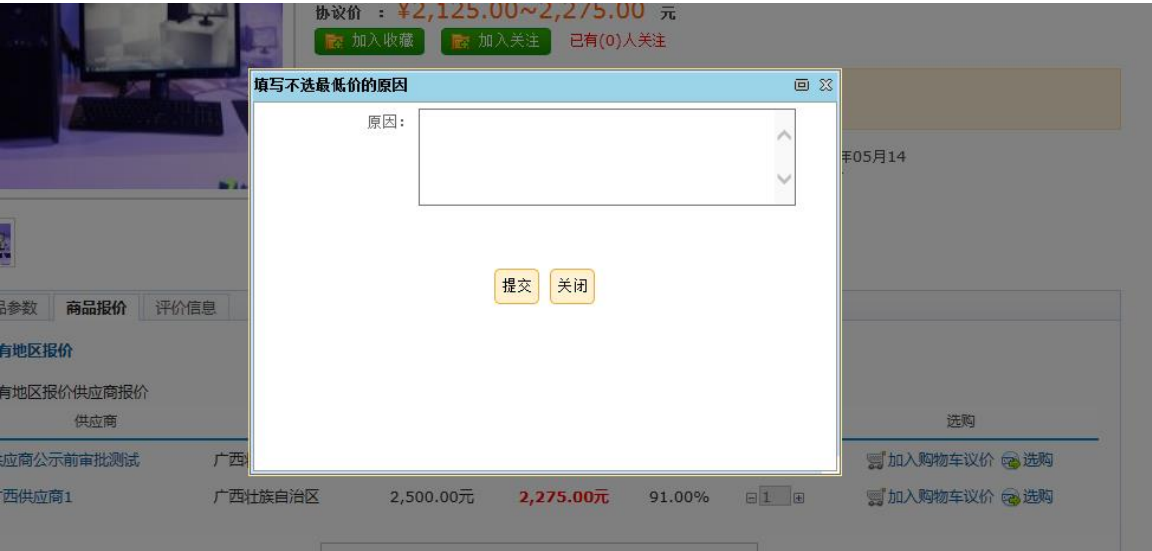 协议价 : ¥2,125.00~2,275.00 元
加入收藏 加入关注 已有(0)人关注
填写不选最低价的原因
原因:
年05月14
提交 关闭
品参数 商品报价 评价信息
有地区报价
有地区报价供应商报价
供应商 选购
供应商公示前审批测试 广西 加入购物车议价 选购
广西供应商1 广西壮族自治区 2,500.00元 2,275.00元 91.00% 1 加入购物车议价 选购